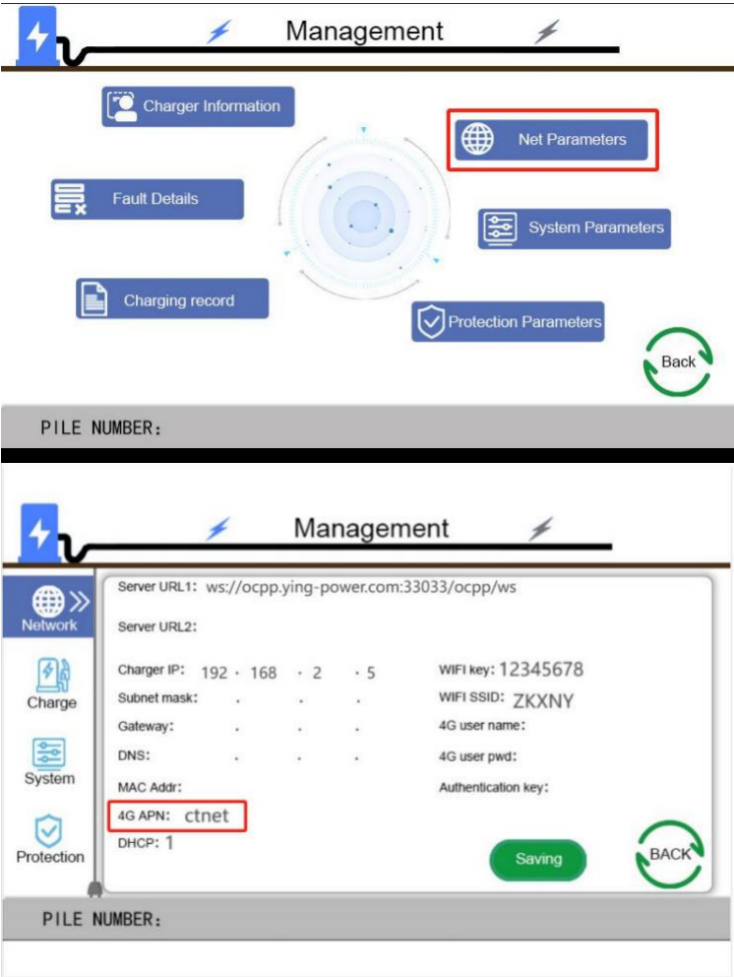 Management
Charger Information
Net Parameters
Fault Details
System Parameters
Charging record
Protection Parameters
Back
PILE NUMBER:
Management
Network
Charge
System
Protection
Server URL1: ws://ocpp.ying-power.com:33033/ocpp/ws
Server URL2:
Charger IP: 192 . 168 . 2 . 5
WIFI key: 12345678
Subnet mask: . . .
WIFI SSID: ZKXNY
Gateway: . . .
4G user name:
DNS: . . .
4G user pwd:
MAC Addr:
Authentication key:
4G APN: ctnet
DHCP: 1
Saving
BACK
PILE NUMBER: